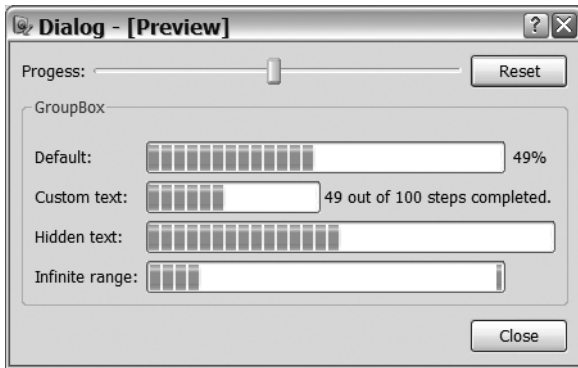 Dialog - [Preview]
Progess: Reset
GroupBox
Default: 49%
Custom text: 49 out of 100 steps completed.
Hidden text:
Infinite range:
Close